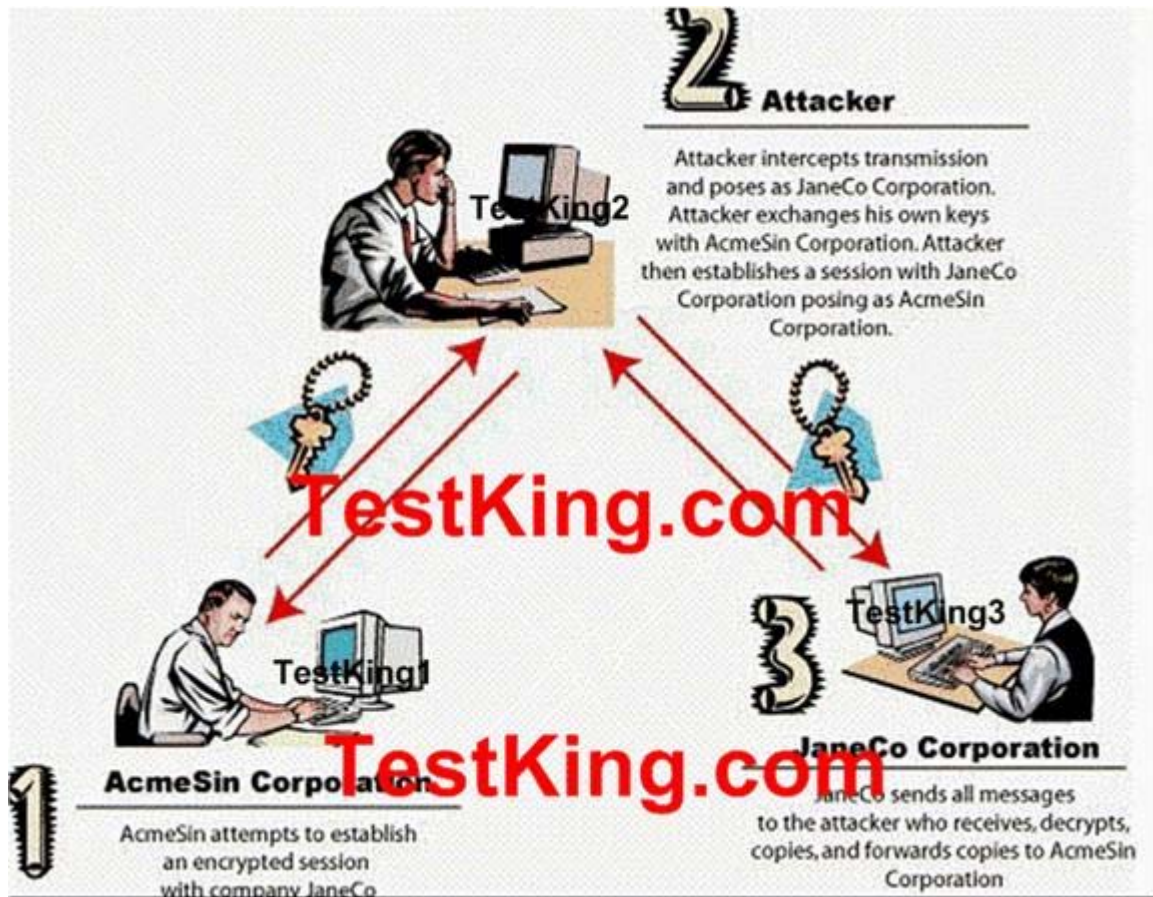 2 Attacker
Attacker intercepts transmission
and poses as JaneCo Corporation.
Attacker exchanges his own keys
with AcmeSin Corporation. Attacker
then establishes a session with JaneCo
Corporation posing as AcmeSin
Corporation.
TestKing2
TestKing.com
TestKing1
1 AcmeSin Corporation
AcmeSin attempts to establish
an encrypted session
with company JaneCo
TestKing3
3
JaneCo Corporation
TestKing.com
JaneCo sends all messages
to the attacker who receives, decrypts,
copies, and forwards copies to AcmeSin
Corporation